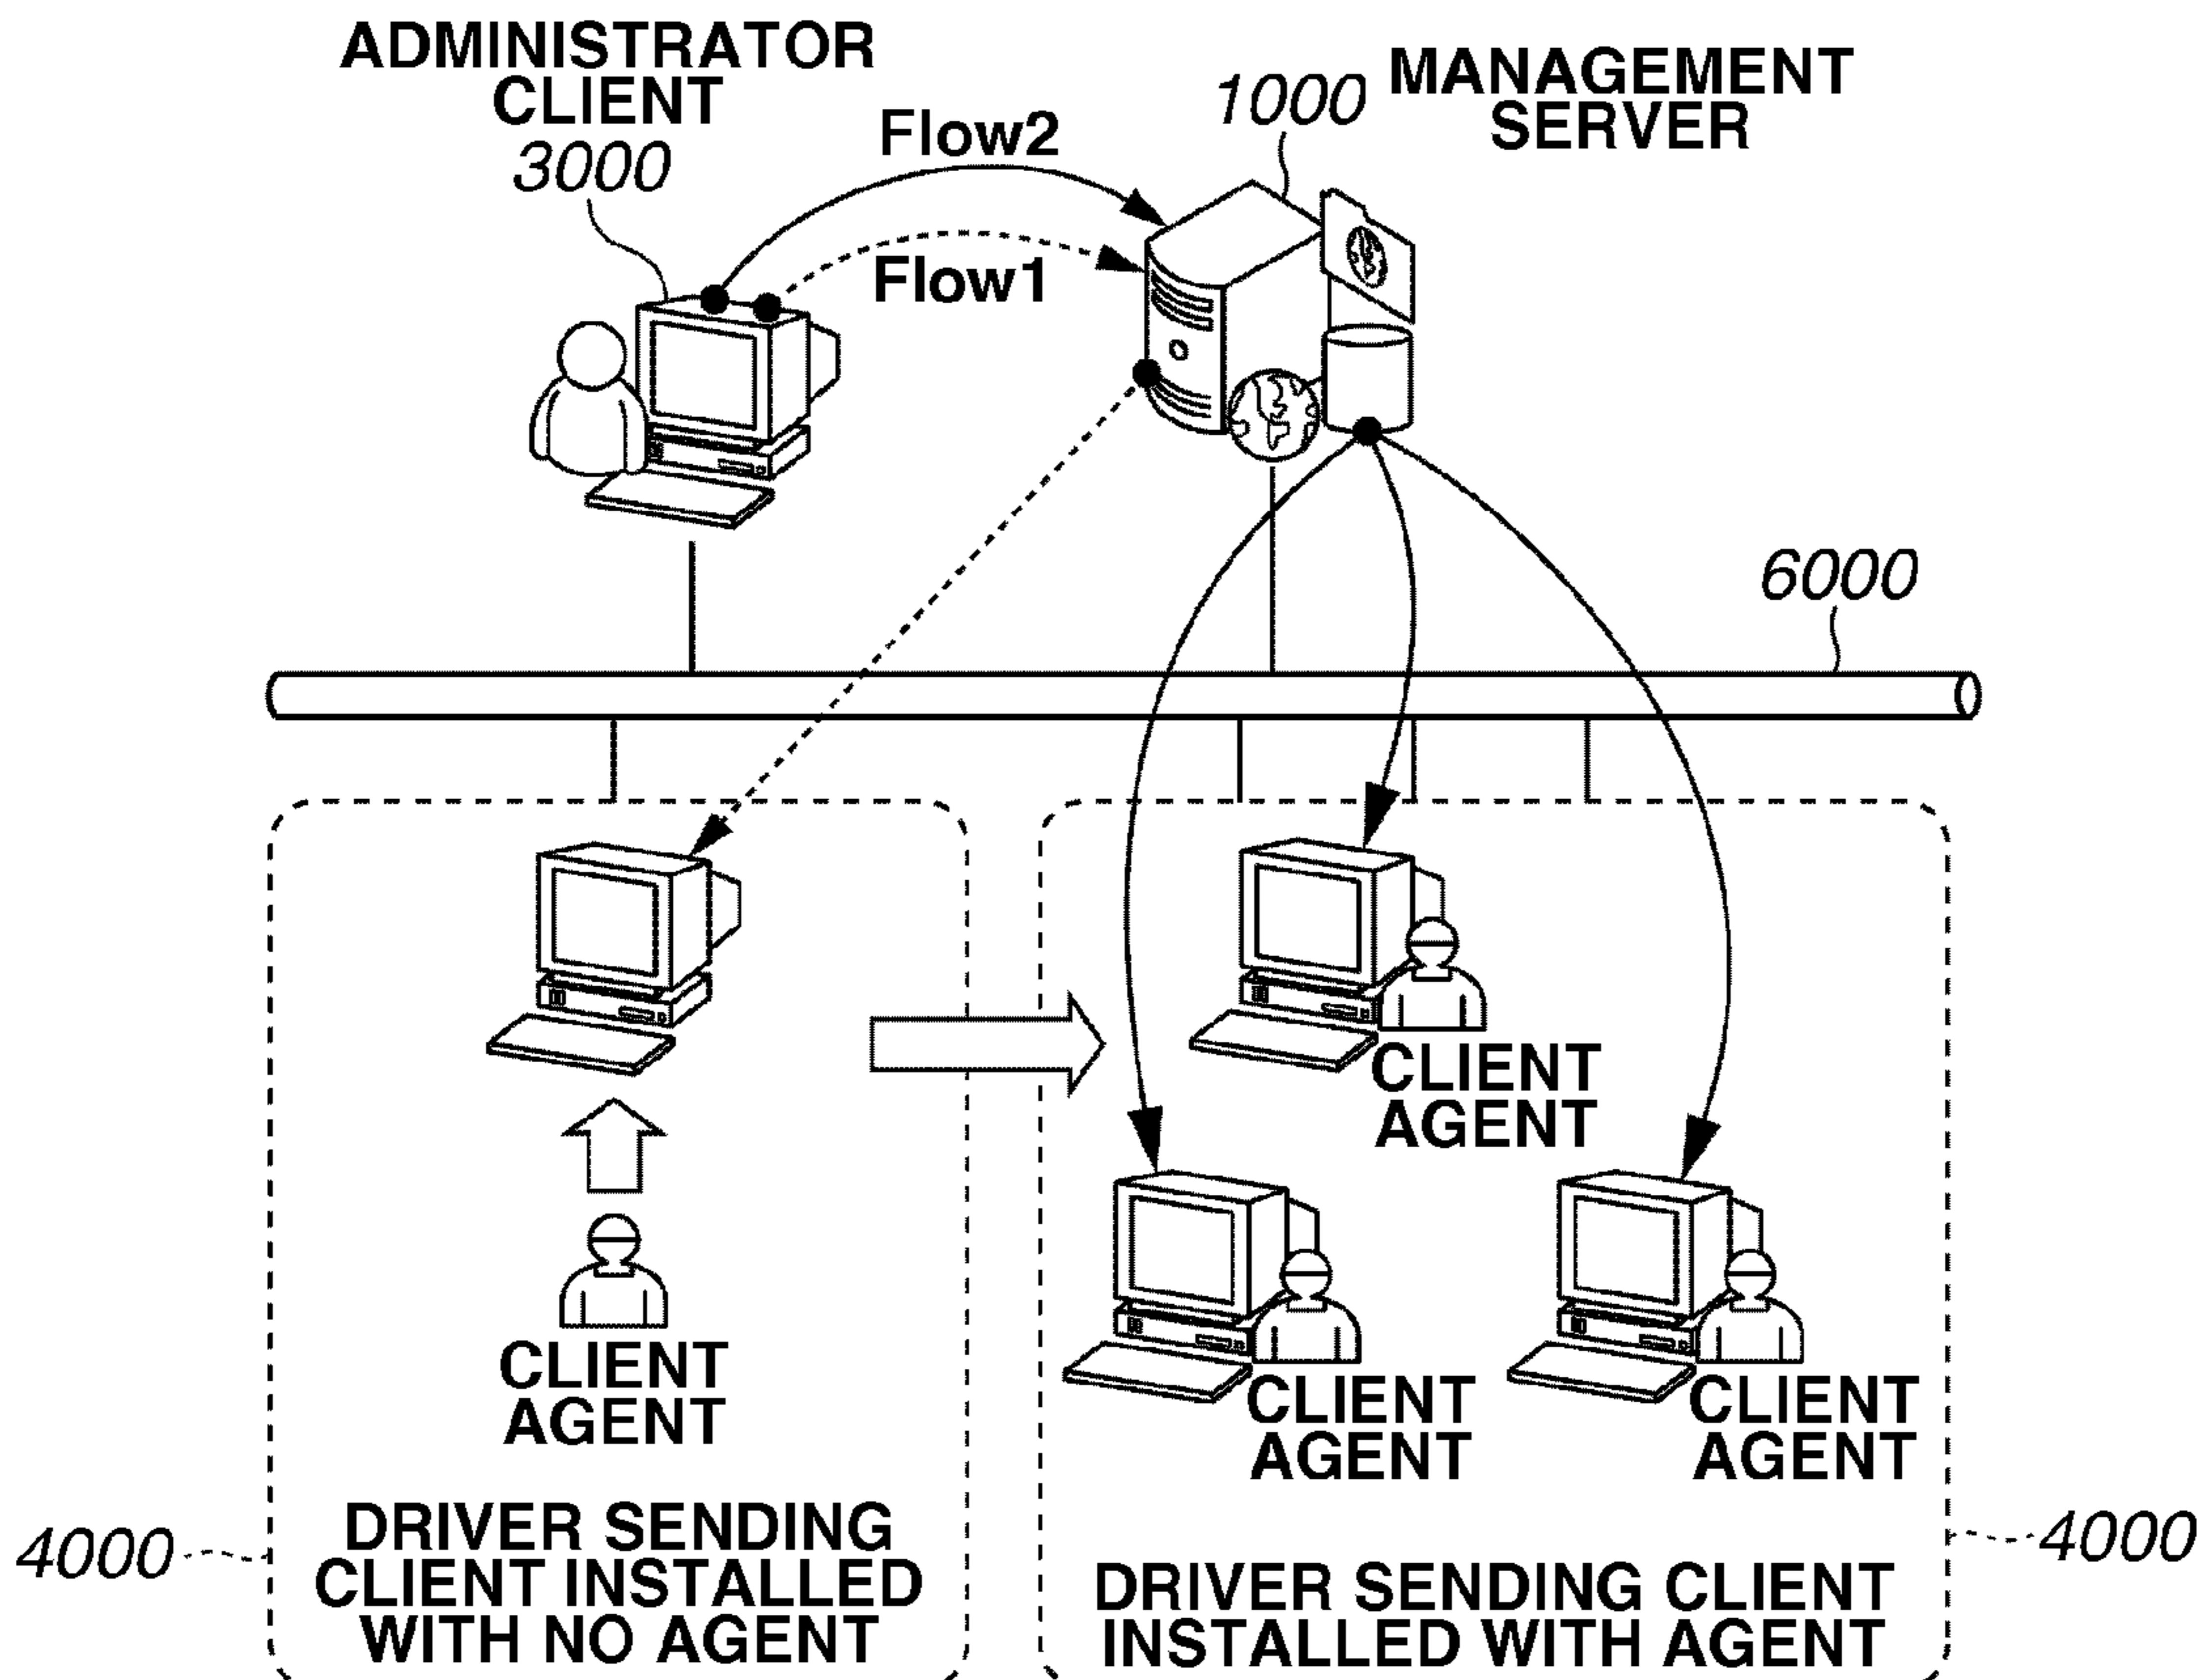 ADMINISTRATOR
CLIENT
3000
Flow2
Flow1
1000
MANAGEMENT
SERVER
6000
CLIENT
AGENT
CLIENT
AGENT
CLIENT
AGENT
CLIENT
AGENT
4000
DRIVER SENDING
CLIENT INSTALLED
WITH NO AGENT
DRIVER SENDING CLIENT
INSTALLED WITH AGENT
4000